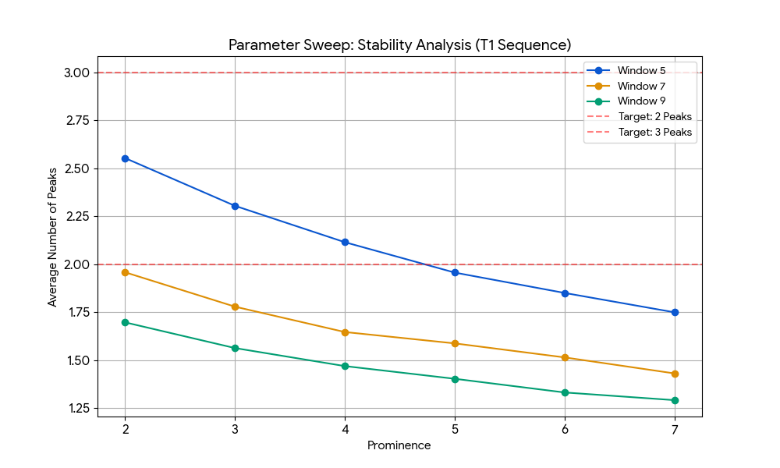 Parameter Sweep: Stability Analysis (T1 Sequence)
Window 5
Window 7
Window 9
Target: 2 Peaks
Target: 3 Peaks
Average Number of Peaks
3.00
2.75
2.50
2.25
2.00
1.75
1.50
1.25
2 3 4 5 6 7
Prominence